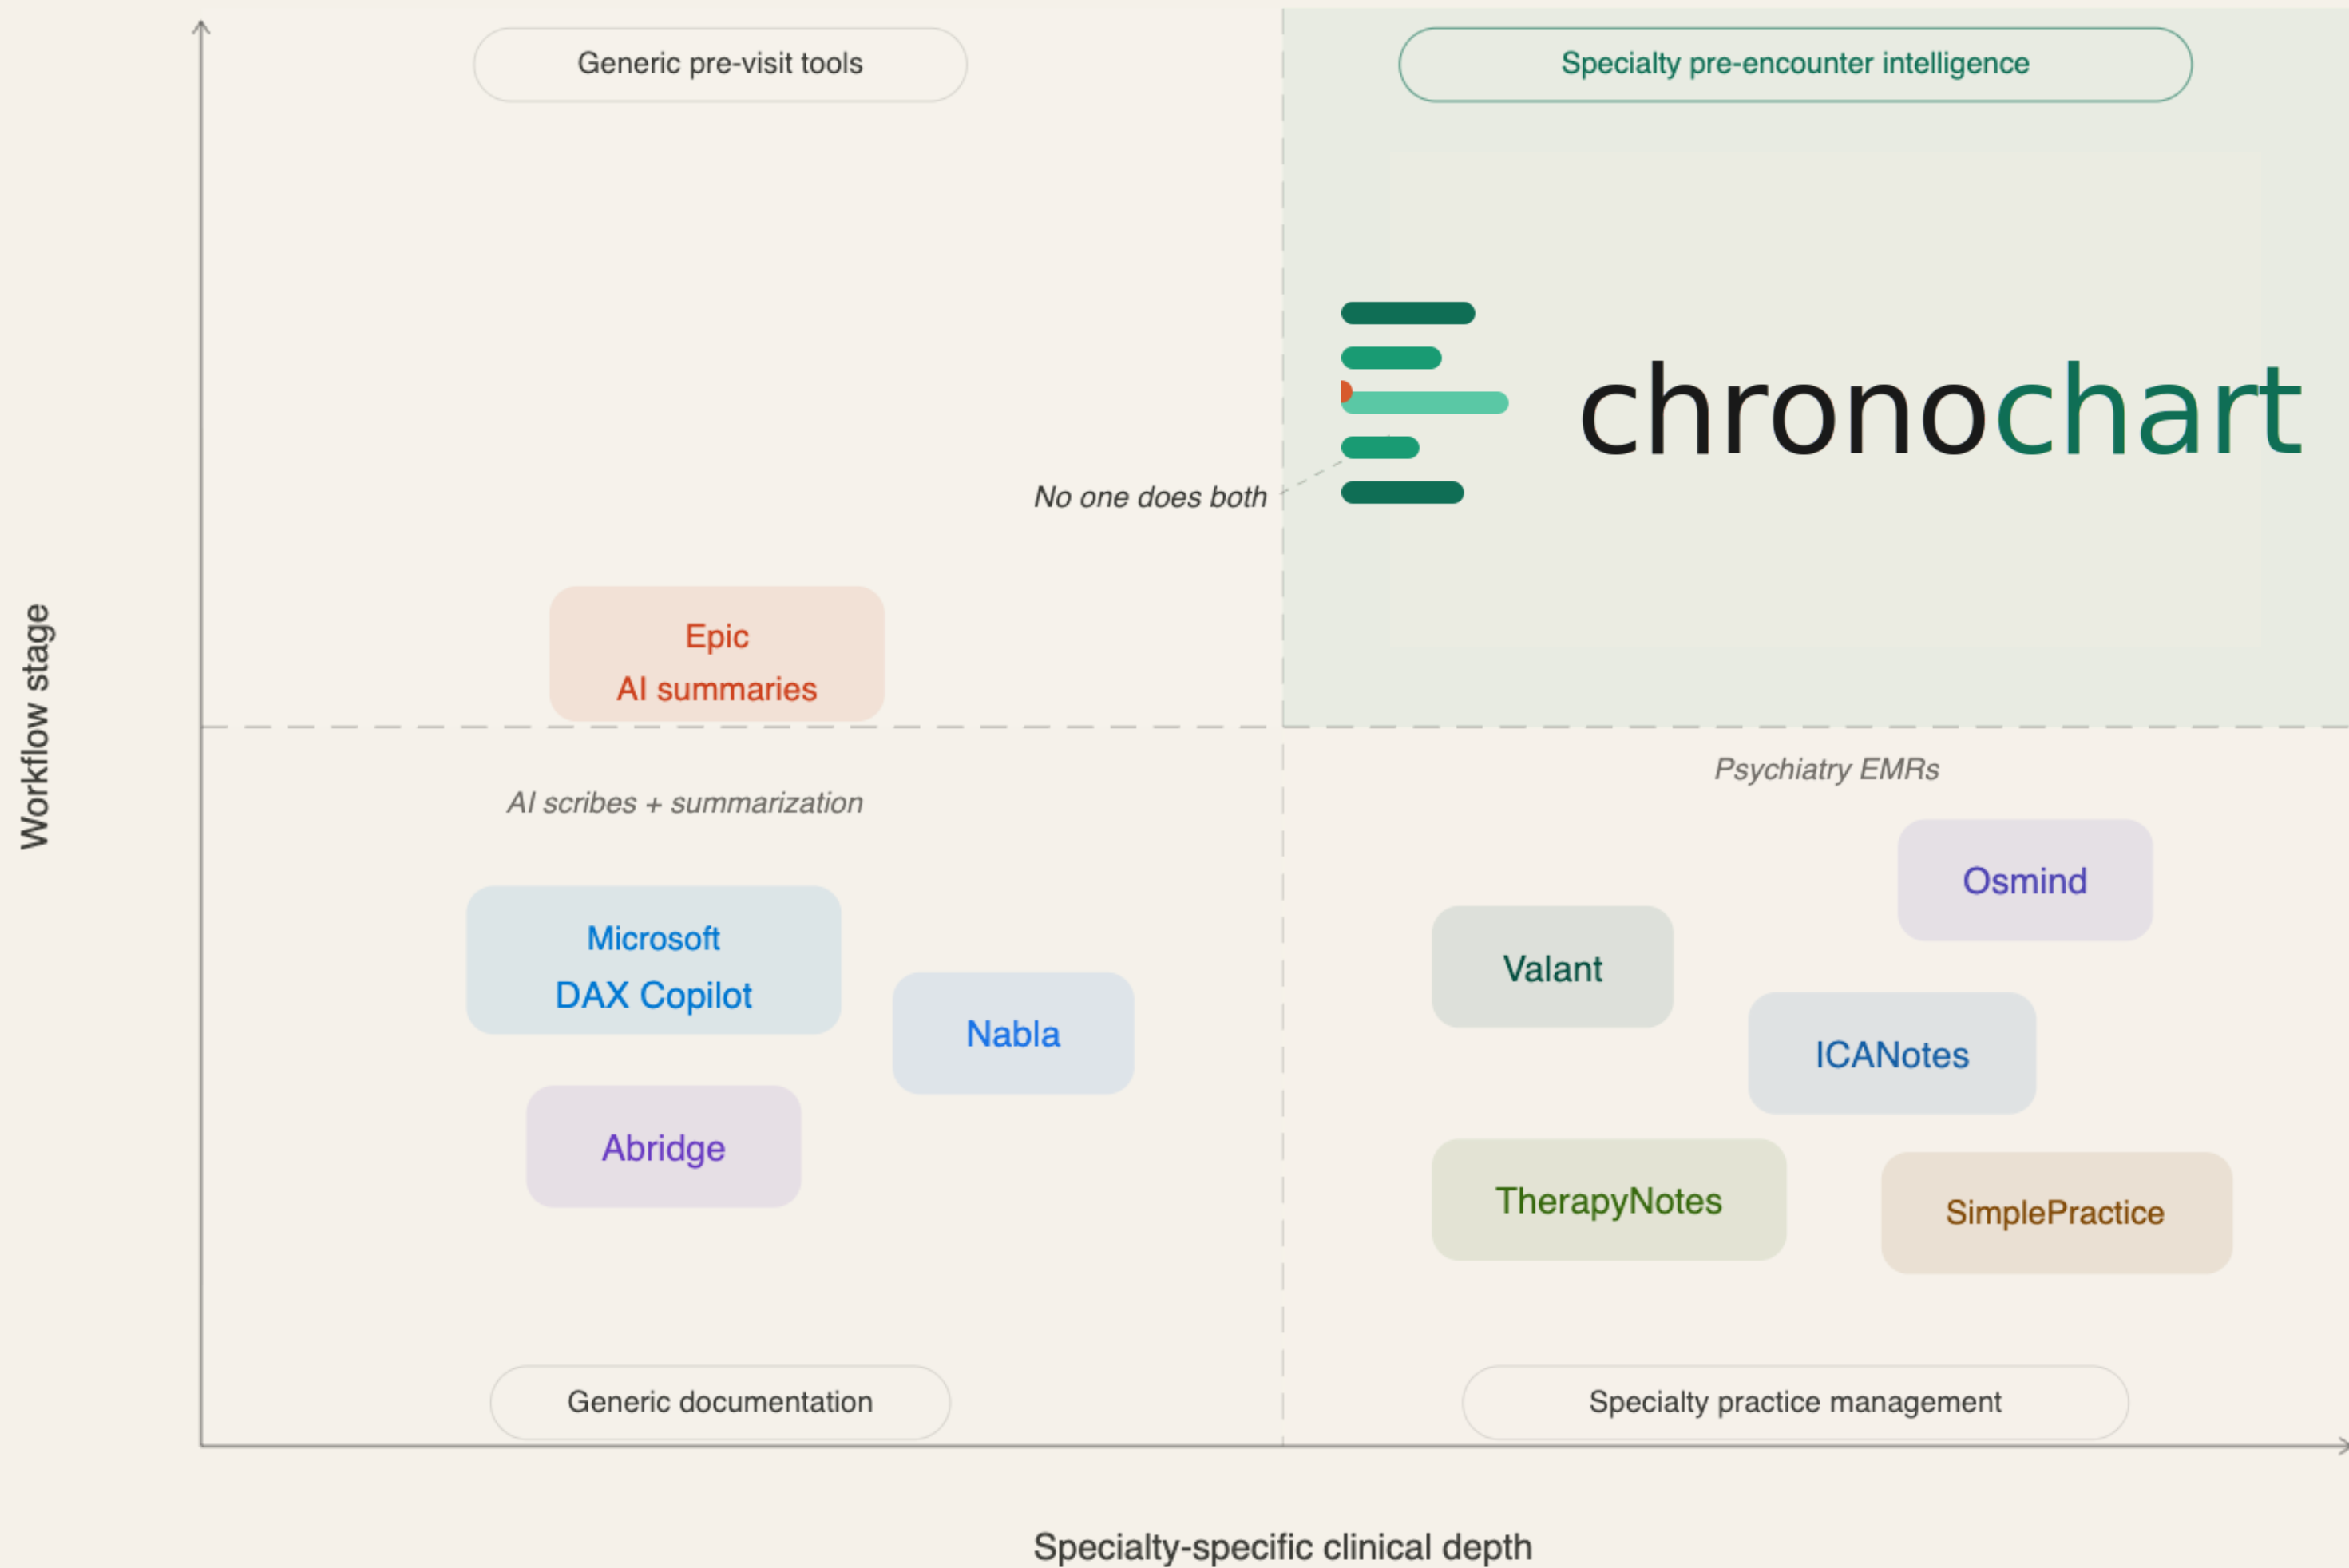 Generic pre-visit tools
Specialty pre-encounter intelligence
chronochart
No one does both
Epic
AI summaries
Workflow stage
AI scribes + summarization
Psychiatry EMRs
Microsoft
DAX Copilot
Nabla
Abridge
Osmind
Valant
ICANotes
TherapyNotes
SimplePractice
Generic documentation
Specialty practice management
Specialty-specific clinical depth